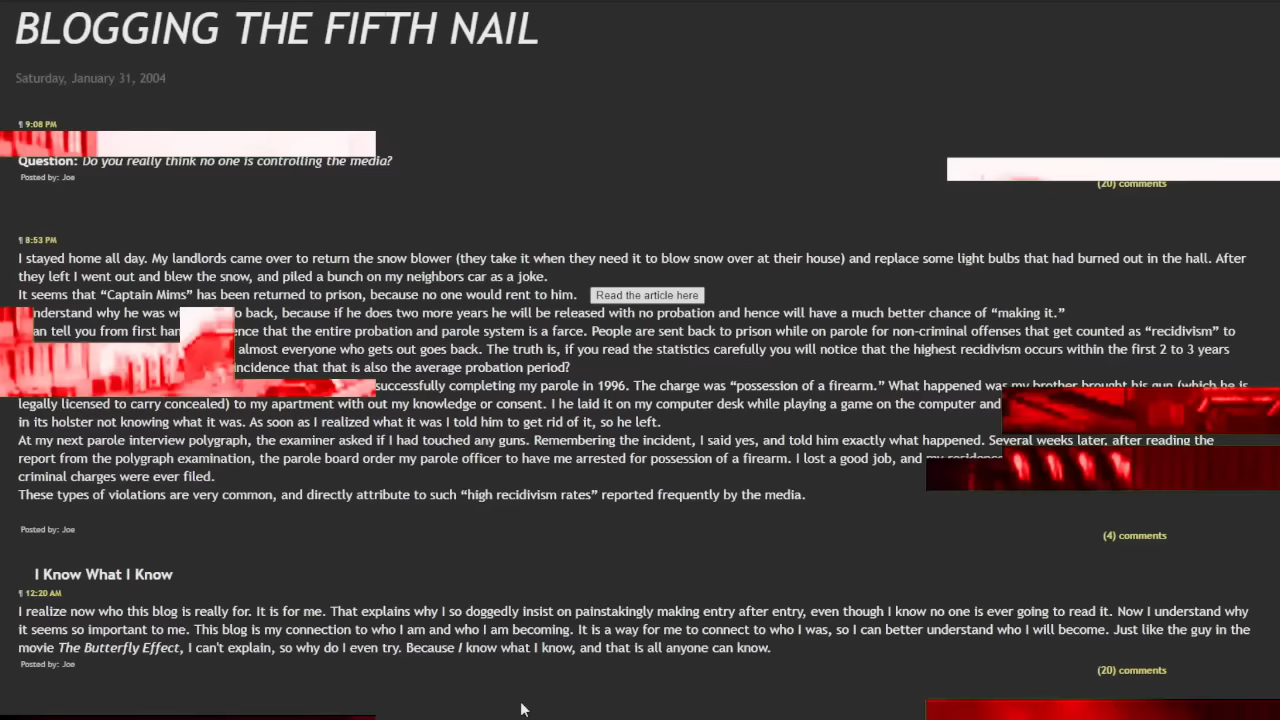 BLOGGING THE FIFTH NAIL
Saturday, January 31, 2004
¶ 9:08 PM
Question: Do you really think no one is controlling the media?
Posted by: Joe
(20) comments
¶ 8:53 PM
I stayed home all day. My landlords came over to return the snow blower (they take it when they need it to blow snow over at their house) and replace some light bulbs that had burned out in the hall. After
they left I went out and blew the snow, and piled a bunch on my neighbors car as a joke.
It seems that “Captain Mims” has been returned to prison, because no one would rent to him. Read the article here
understand why he was o back, because if he does two more years he will be released with no probation and hence will have a much better chance of “making it.”
an tell you from first ence that the entire probation and parole system is a farce. People are sent back to prison while on parole for non-criminal offenses that get counted as “recidivism” to
almost everyone who gets out goes back. The truth is, if you read the statistics carefully you will notice that the highest recidivism occurs within the first 2 to 3 years
incidence that that is also the average probation period?
successfully completing my parole in 1996. The charge was “possession of a firearm.” What happened was my brother brought his gun (which he is
legally licensed to carry concealed) to my apartment with out my knowledge or consent. I he laid it on my computer desk while playing a game on the computer and
in its holster not knowing what it was. As soon as I realized what it was I told him to get rid of it, so he left.
At my next parole interview polygraph, the examiner asked if I had touched any guns. Remembering the incident, I said yes, and told him exactly what happened. Several weeks later, after reading the
report from the polygraph examination, the parole board order my parole officer to have me arrested for possession of a firearm. I lost a good job, and my residence
criminal charges were ever filed.
These types of violations are very common, and directly attribute to such “high recidivism rates” reported frequently by the media.
Posted by: Joe
(4) comments
I Know What I Know
¶ 12:20 AM
I realize now who this blog is really for. It is for me. That explains why I so doggedly insist on painstakingly making entry after entry, even though I know no one is ever going to read it. Now I understand why
it seems so important to me. This blog is my connection to who I am and who I am becoming. It is a way for me to connect to who I was, so I can better understand who I will become. Just like the guy in the
movie The Butterfly Effect, I can't explain, so why do I even try. Because I know what I know, and that is all anyone can know.
Posted by: Joe
(20) comments